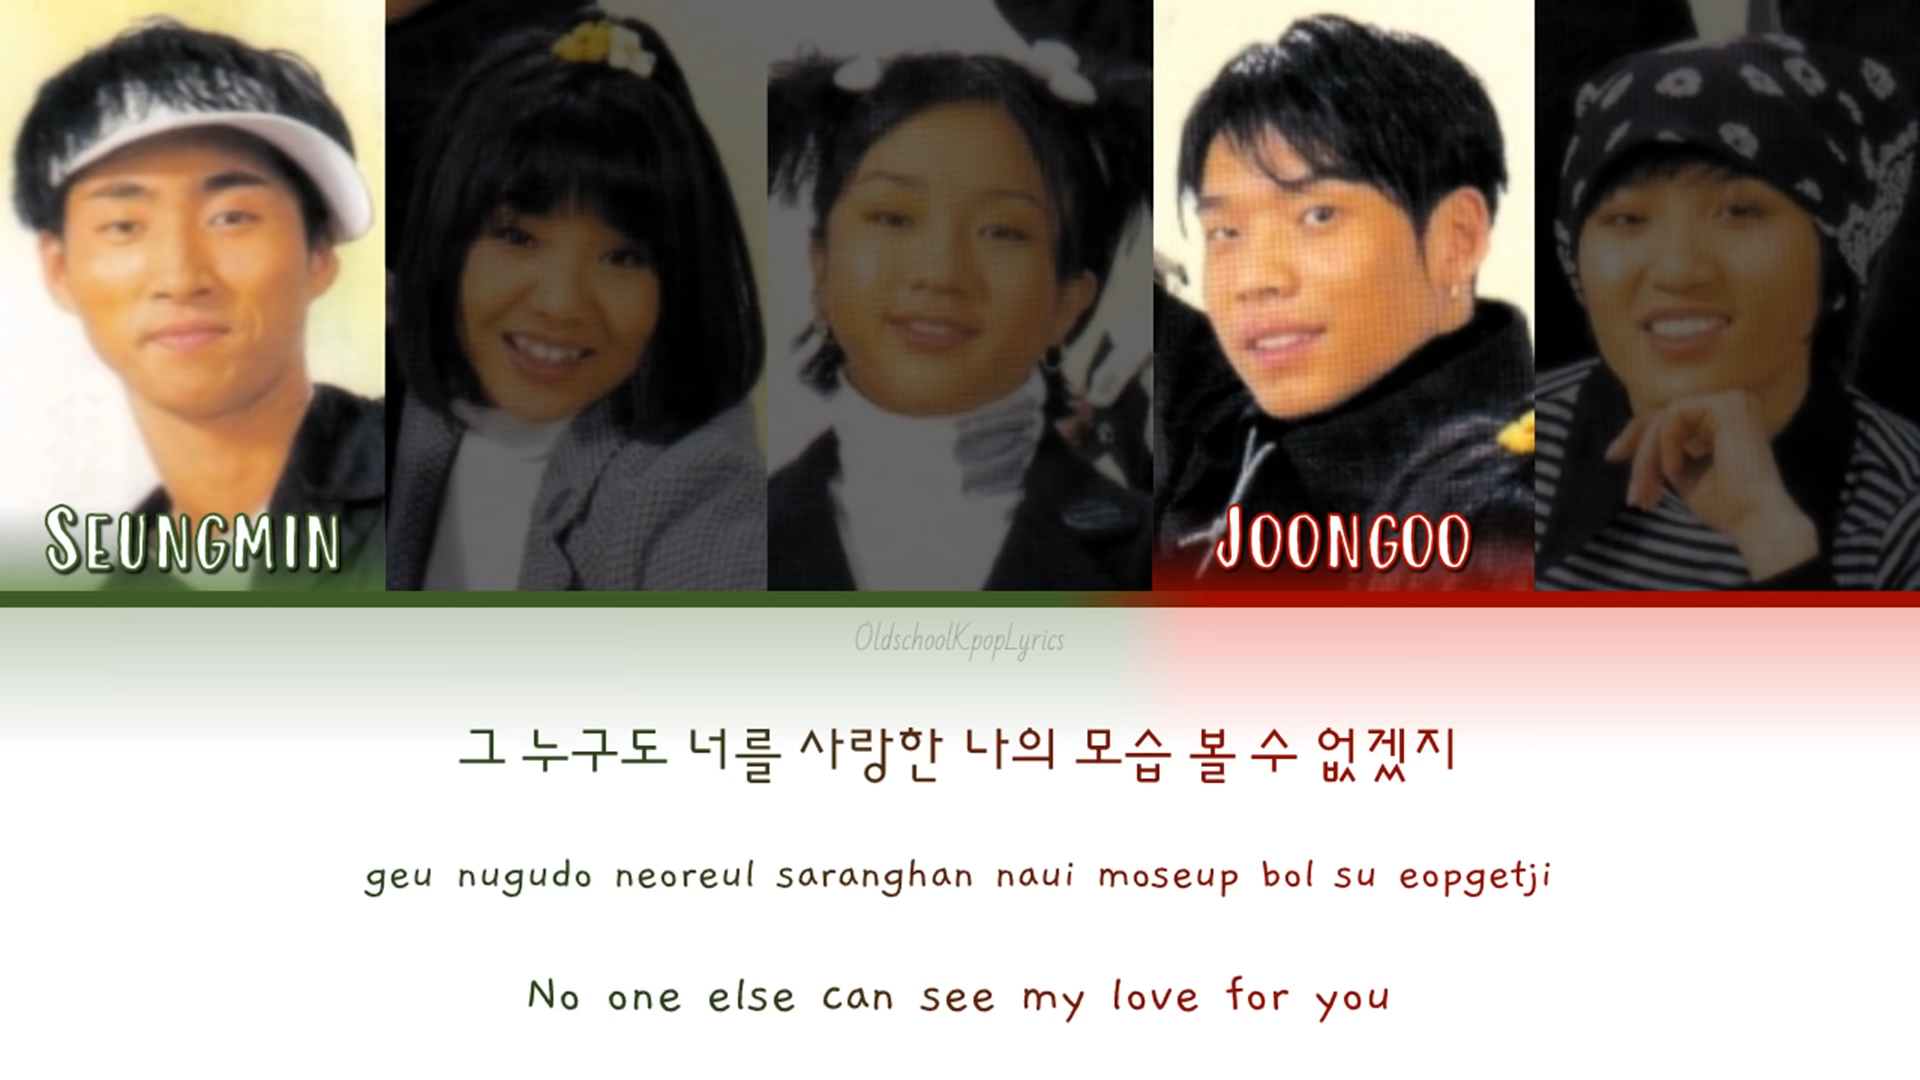 SEUNGMIN
JOONGOO
OldschoolKpopLyrics
그 누구도 너를 사랑한 나의 모습 볼 수 없겠지
geu nugudo neoreul saranghan naui moseup bol su eopgetji
No one else can see my love for you